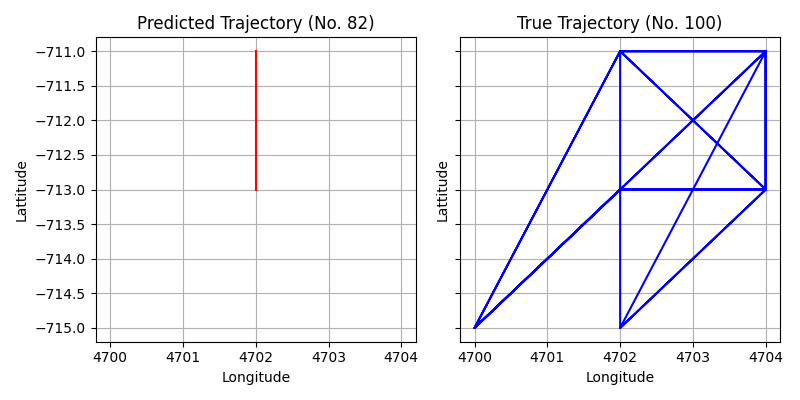 Predicted Trajectory (No. 82)
−711.0
−711.5
−712.0
−712.5
−713.0
−713.5
−714.0
−714.5
−715.0
Lattitude
4700 4701 4702 4703 4704
Longitude
True Trajectory (No. 100)
Lattitude
4700 4701 4702 4703 4704
Longitude